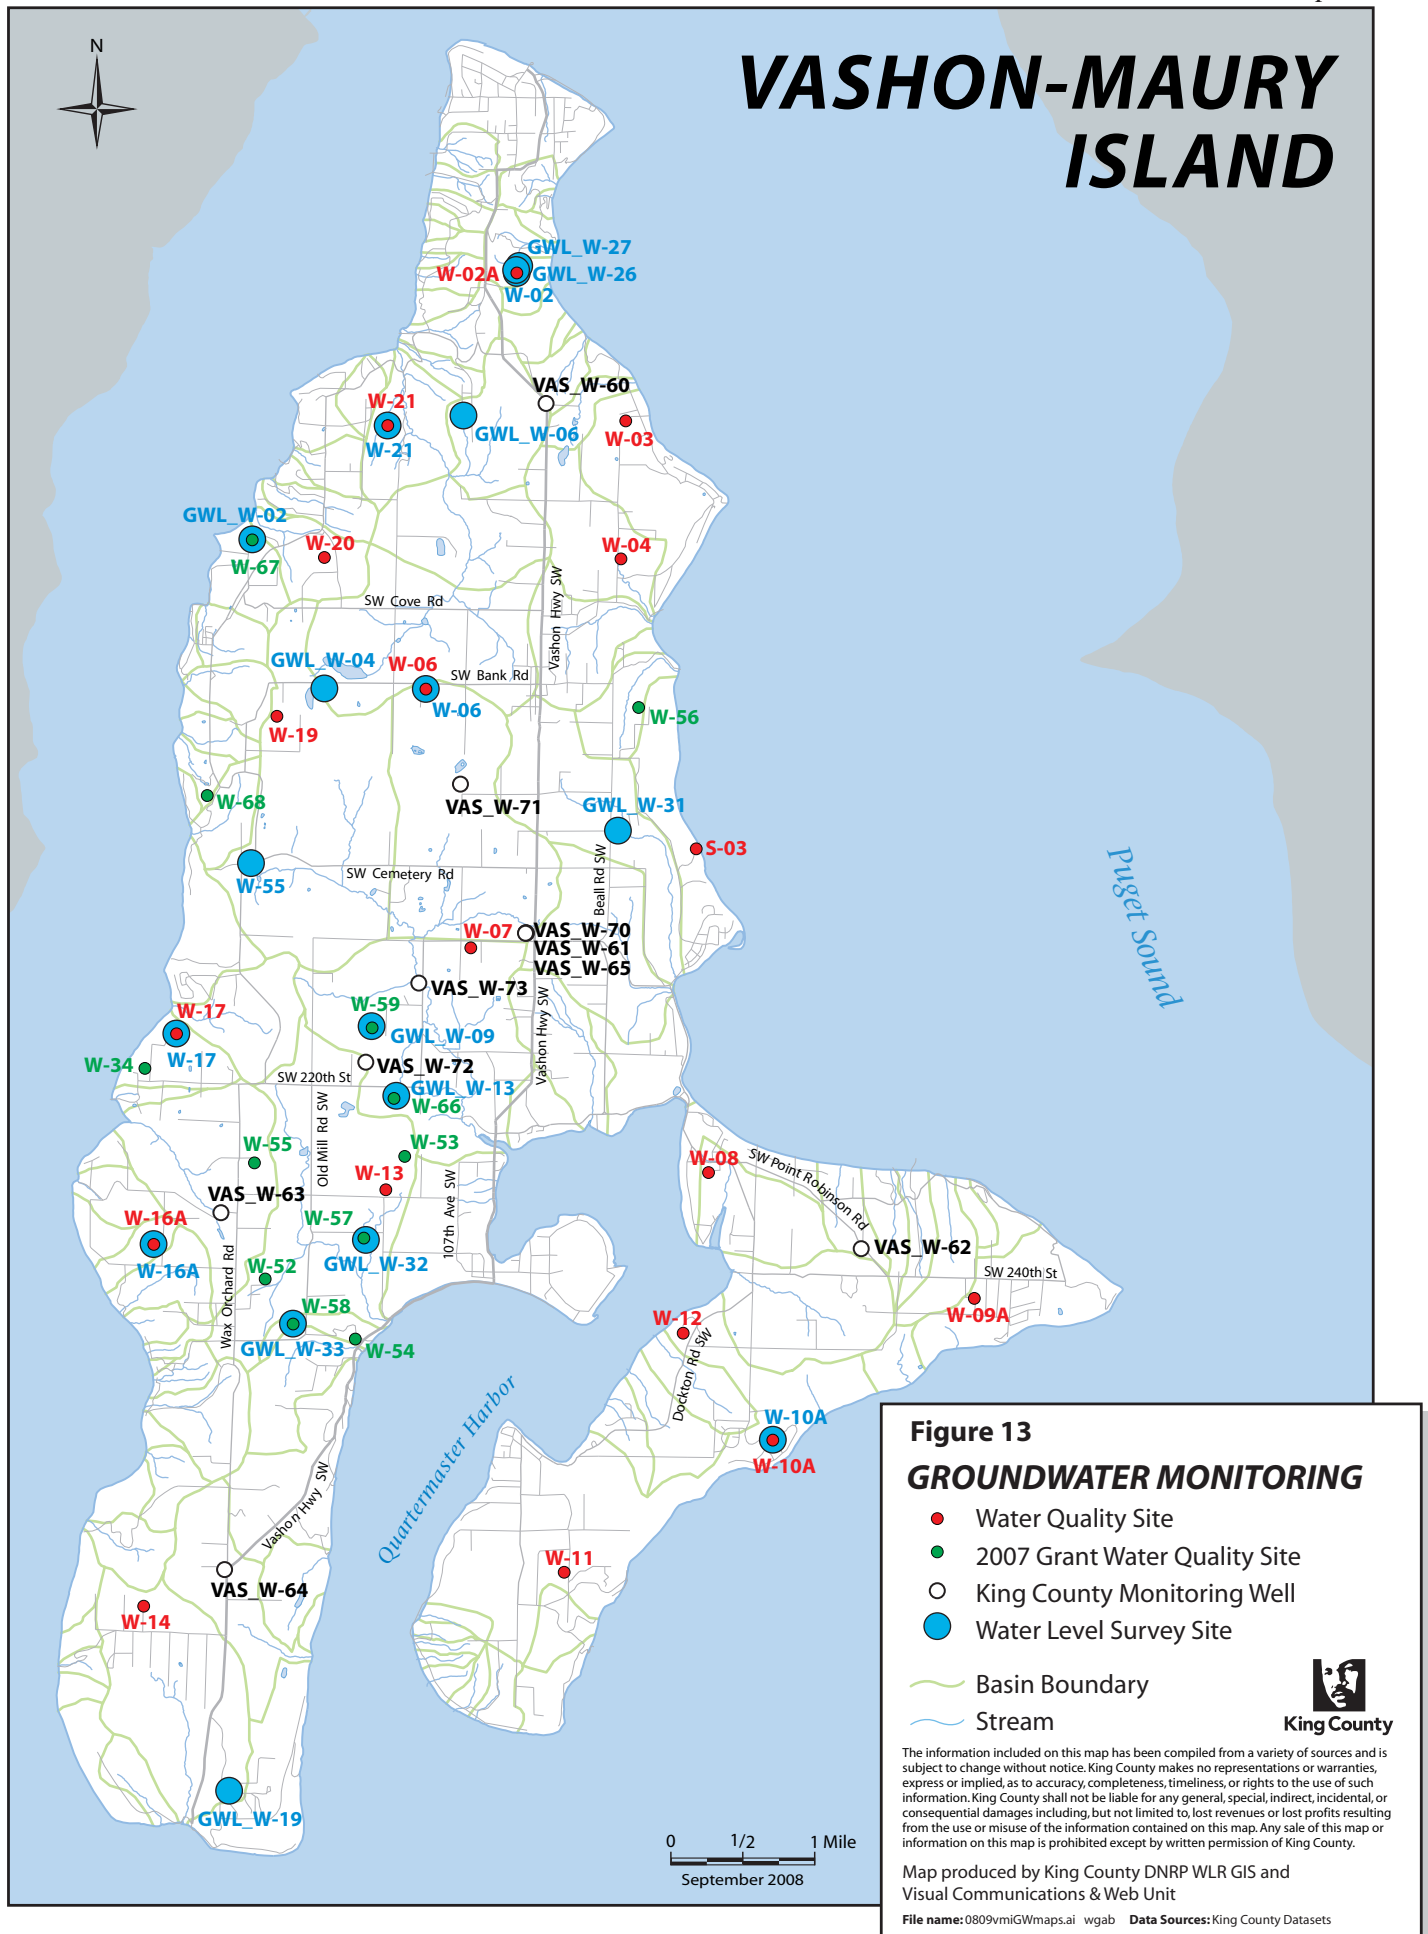 N
VASHON-MAURY
ISLAND
GWL_W-27
W-02A
GWL_W-26
W-02
VAS_W-60
W-21
W-21
GWL_W-06
W-03
GWL_W-02
W-67
W-20
W-04
SW Cove Rd
Vashon Hwy SW
GWL_W-04
W-06
SW Bank Rd
W-06
W-56
W-19
W-68
VAS_W-71
GWL_W-31
S-03
W-55
SW Cemetery Rd
Beall Rd SW
Puget Sound
W-07
VAS_W-70
VAS_W-61
VAS_W-65
VAS_W-73
W-59
GWL_W-09
Vashon Hwy SW
W-17
W-17
W-34
VAS_W-72
SW 220th St
GWL_W-13
W-66
Old Mill Rd SW
W-55
W-53
W-13
107th Ave SW
W-08
SW Point Robinson Rd
VAS_W-63
W-16A
W-16A
W-57
GWL_W-32
VAS_W-62
SW 240th St
W-52
Wax Orchard Rd
W-58
GWL_W-33
W-54
W-12
Dockton Rd SW
W-09A
Quartermaster Harbor
W-10A
W-10A
Vashon Hwy SW
VAS_W-64
W-11
W-14
GWL_W-19
0 1/2 1 Mile
September 2008
Figure 13
GROUNDWATER MONITORING
Water Quality Site
2007 Grant Water Quality Site
King County Monitoring Well
Water Level Survey Site
Basin Boundary
Stream
King County
The information included on this map has been compiled from a variety of sources and is
subject to change without notice. King County makes no representations or warranties,
express or implied, as to accuracy, completeness, timeliness, or rights to the use of such
information. King County shall not be liable for any general, special, indirect, incidental, or
consequential damages including, but not limited to, lost revenues or lost profits resulting
from the use or misuse of the information contained on this map. Any sale of this map or
information on this map is prohibited except by written permission of King County.
Map produced by King County DNRP WLR GIS and
Visual Communications & Web Unit
File name: 0809vmiGWmaps.ai wgab Data Sources: King County Datasets